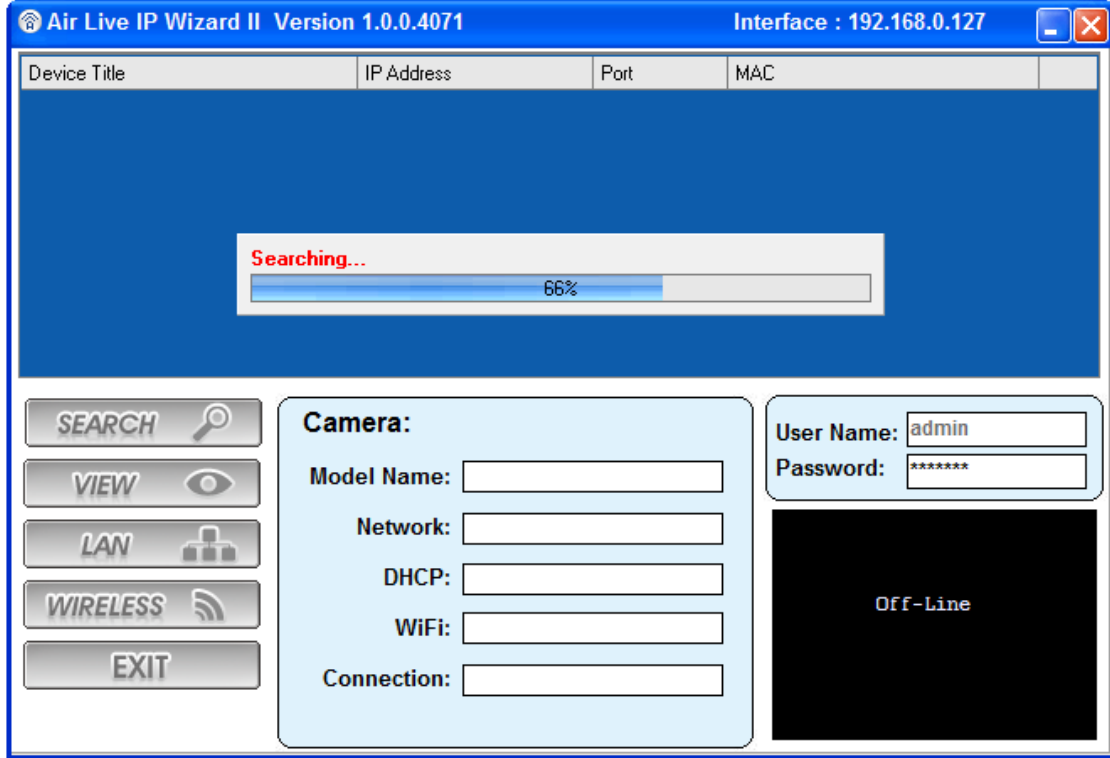 Air Live IP Wizard II  Version 1.0.0.4071 Interface : 192.168.0.127
Device Title IP Address Port MAC
Searching...
66%
SEARCH
VIEW
LAN
WIRELESS
EXIT
Camera:
Model Name:
Network:
DHCP:
WiFi:
Connection:
User Name: admin
Password: *******
Off-Line